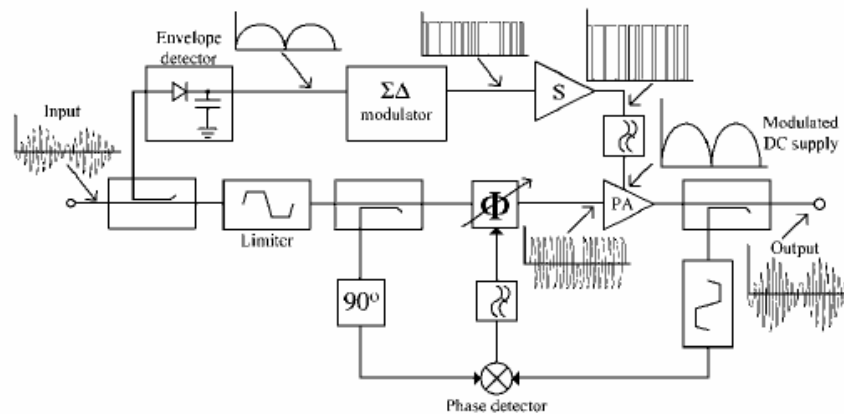 Envelope
detector
Input
ΣΔ
modulator
S
Modulated
DC supply
Limiter
Φ
PA
Output
90°
Phase detector